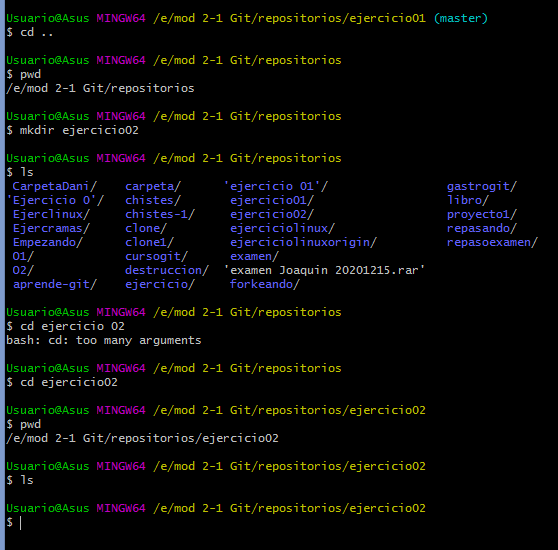 Usuario@Asus MINGW64 /e/mod 2-1 Git/repositorios/ejercicio01 (master)
$ cd ..
Usuario@Asus MINGW64 /e/mod 2-1 Git/repositorios
$ pwd
/e/mod 2-1 Git/repositorios
Usuario@Asus MINGW64 /e/mod 2-1 Git/repositorios
$ mkdir ejercicio02
Usuario@Asus MINGW64 /e/mod 2-1 Git/repositorios
$ ls
CarpetaDani/ carpeta/ 'ejercicio 01'/ gastrogit/
'Ejercicio 0'/ chistes/ ejercicio01/ libro/
Ejerclinux/ chistes-1/ ejercicio02/ proyecto1/
Ejercramas/ clone/ ejerciciolinux/ repasando/
Empezando/ clone1/ ejerciciolinuxorigin/ repasoexamen/
01/ cursogit/ examen/
02/ destruccion/ 'examen Joaquin 20201215.rar'
aprende-git/ ejercicio/ forkeando/
Usuario@Asus MINGW64 /e/mod 2-1 Git/repositorios
$ cd ejercicio 02
bash: cd: too many arguments
Usuario@Asus MINGW64 /e/mod 2-1 Git/repositorios
$ cd ejercicio02
Usuario@Asus MINGW64 /e/mod 2-1 Git/repositorios/ejercicio02
$ pwd
/e/mod 2-1 Git/repositorios/ejercicio02
Usuario@Asus MINGW64 /e/mod 2-1 Git/repositorios/ejercicio02
$ ls
Usuario@Asus MINGW64 /e/mod 2-1 Git/repositorios/ejercicio02
$